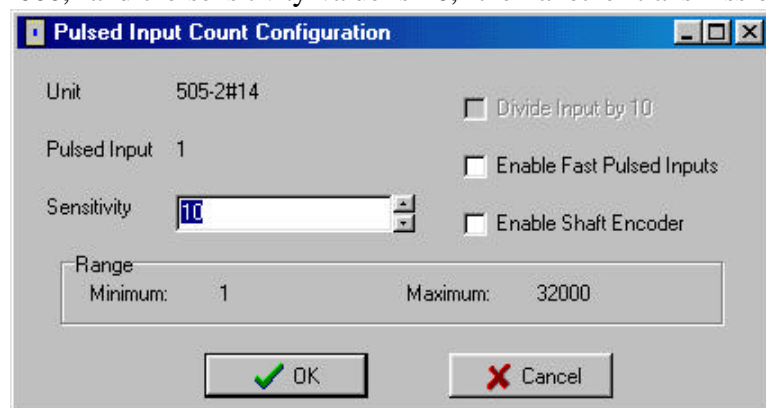 Pulsed Input Count Configuration
Unit 505-2#14
Divide Input by 10
Pulsed Input 1
Enable Fast Pulsed Inputs
Sensitivity 10
Enable Shaft Encoder
Range
Minimum: 1 Maximum: 32000
OK Cancel